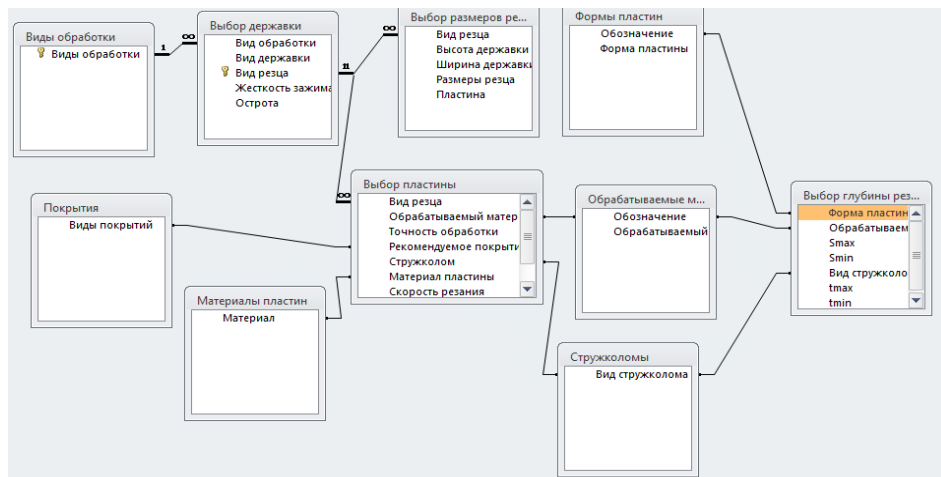 Виды обработки
Виды обработки
1
∞
Выбор державки
Вид обработки
Вид державки
Вид резца
Жесткость зажима
Острота
∞
Выбор размеров ре...
Вид резца
Высота державки
Ширина державки
Размеры резца
Пластина
Формы пластин
Обозначение
Форма пластины
∞
Выбор пластины
Вид резца
Обрабатываемый матер
Точность обработки
Рекомендуемое покрыти
Стружколом
Материал пластины
Скорость резания
Обрабатываемые м...
Обозначение
Обрабатываемый
Выбор глубины рез...
Форма пластин
Обрабатываем
Smax
Smin
Вид стружколо
tmax
tmin
Покрытия
Виды покрытий
Материалы пластин
Материал
Стружколомы
Вид стружколома